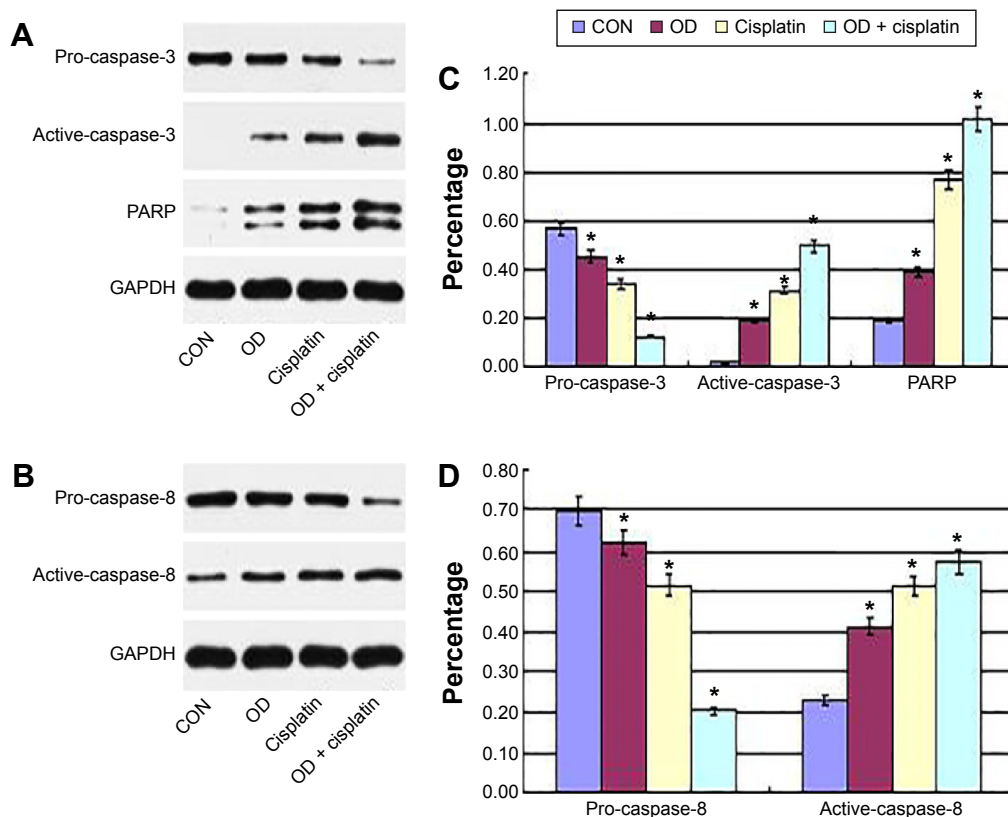 A
Pro-caspase-3
Active-caspase-3
PARP
GAPDH
CON
OD
Cisplatin
OD + cisplatin
B
Pro-caspase-8
Active-caspase-8
GAPDH
CON
OD
Cisplatin
OD + cisplatin
CON OD Cisplatin OD + cisplatin
C
Percentage
1.20
1.00
0.80
0.60
0.40
0.20
0.00
* * * * * * * * *
Pro-caspase-3 Active-caspase-3 PARP
D
Percentage
0.80
0.70
0.60
0.50
0.40
0.30
0.20
0.10
0.00
* * * * * *
Pro-caspase-8 Active-caspase-8